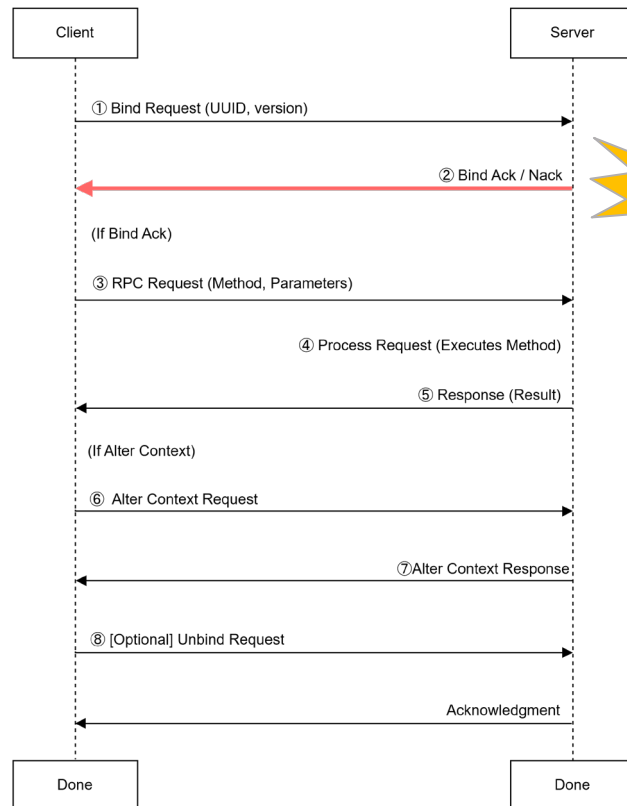 Client
Server
① Bind Request (UUID, version)
② Bind Ack / Nack
(If Bind Ack)
③ RPC Request (Method, Parameters)
④ Process Request (Executes Method)
⑤ Response (Result)
(If Alter Context)
⑥ Alter Context Request
⑦Alter Context Response
⑧ [Optional] Unbind Request
Acknowledgment
Done
Done